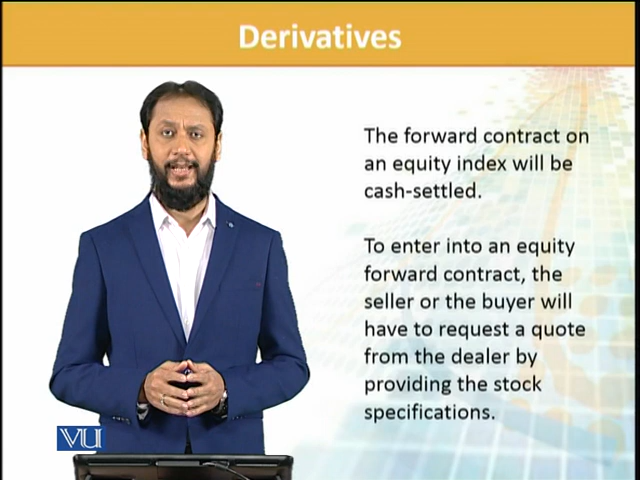 Derivatives
The forward contract on
an equity index will be
cash-settled.
To enter into an equity
forward contract, the
seller or the buyer will
have to request a quote
from the dealer by
providing the stock
specifications.
VU